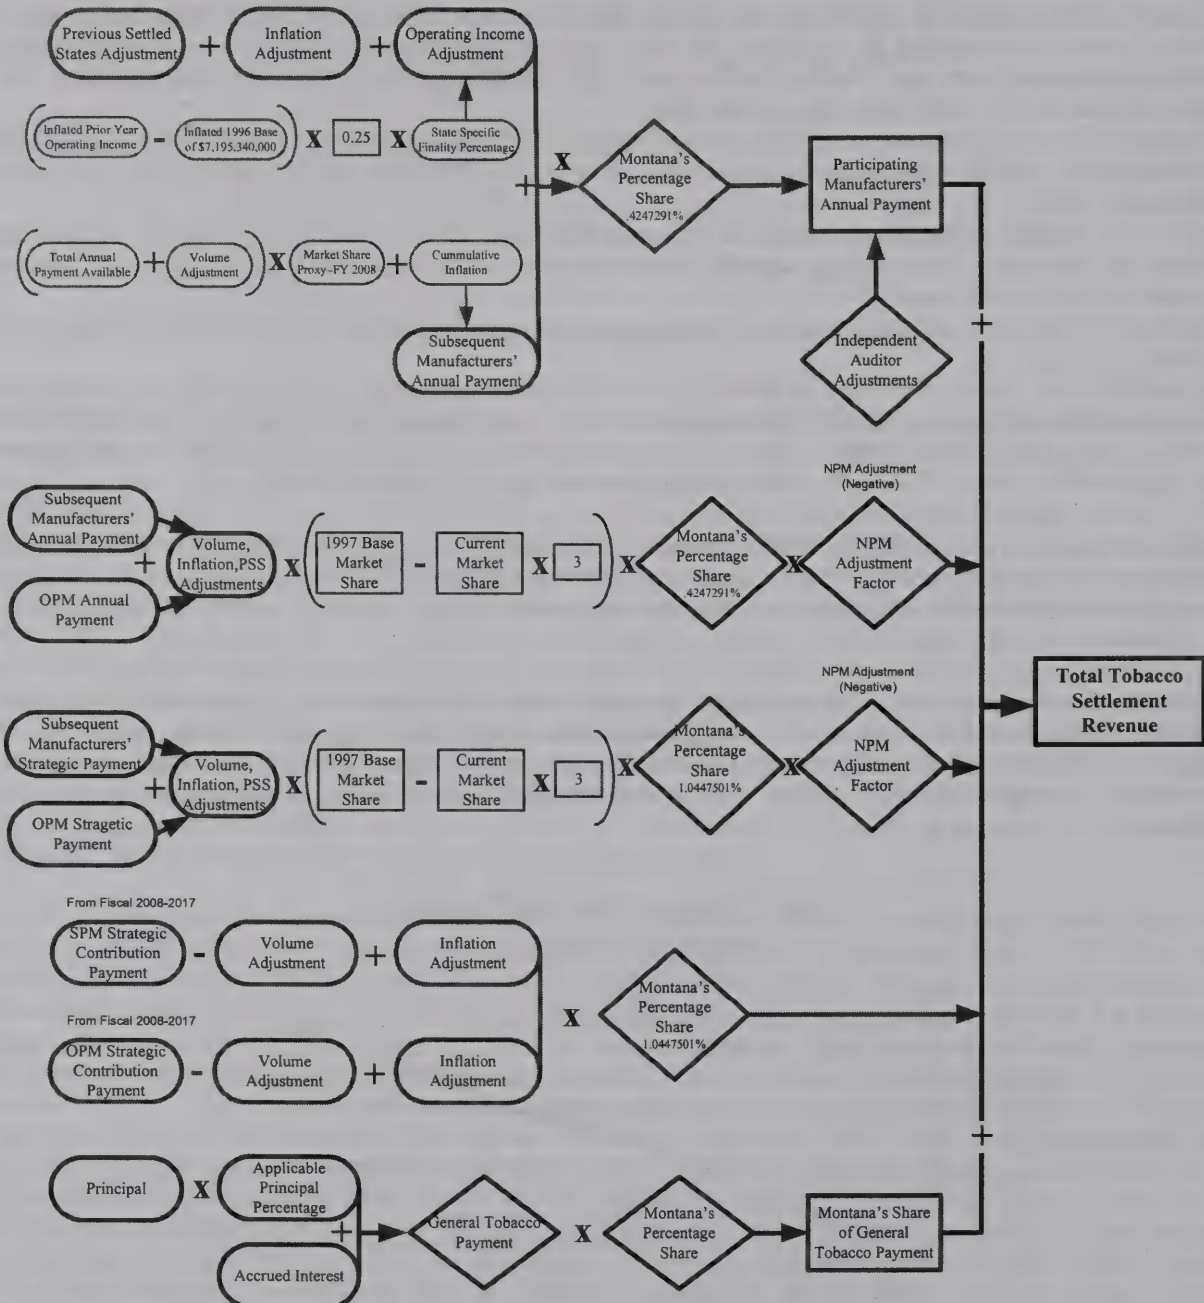 Previous Settled
States Adjustment
+
Inflation
Adjustment
+
Operating Income
Adjustment
Inflated Prior Year
Operating Income
-
Inflated 1996 Base
of $7,195,340,000
X
0.25
X
State Specific
Finality Percentage
+
X
Montana's
Percentage
Share
.4247291%
Participating
Manufacturers'
Annual Payment
Total Annual
Payment Available
+
Volume
Adjustment
X
Market Share
Proxy-FY 2008
+
Cummulative
Inflation
Subsequent
Manufacturers'
Annual Payment
Independent
Auditor
Adjustments
+
Subsequent
Manufacturers'
Annual Payment
+
OPM Annual
Payment
Volume,
Inflation,PSS
Adjustments
X
1997 Base
Market
Share
-
Current
Market
Share
X
3
X
Montana's
Percentage
Share
.4247291%
X
NPM Adjustment
(Negative)
NPM
Adjustment
Factor
Total Tobacco
Settlement
Revenue
Subsequent
Manufacturers'
Strategic Payment
+
OPM Stragetic
Payment
Volume,
Inflation, PSS
Adjustments
X
1997 Base
Market
Share
-
Current
Market
Share
X
3
X
Montana's
Percentage
Share
1.0447501%
X
NPM Adjustment
(Negative)
NPM
Adjustment
Factor
From Fiscal 2008-2017
SPM Strategic
Contribution
Payment
-
Volume
Adjustment
+
Inflation
Adjustment
From Fiscal 2008-2017
OPM Strategic
Contribution
Payment
-
Volume
Adjustment
+
Inflation
Adjustment
X
Montana's
Percentage
Share
1.0447501%
+
Principal
X
Applicable
Principal
Percentage
+
Accrued Interest
General Tobacco
Payment
X
Montana's
Percentage
Share
Montana's Share
of General
Tobacco Payment